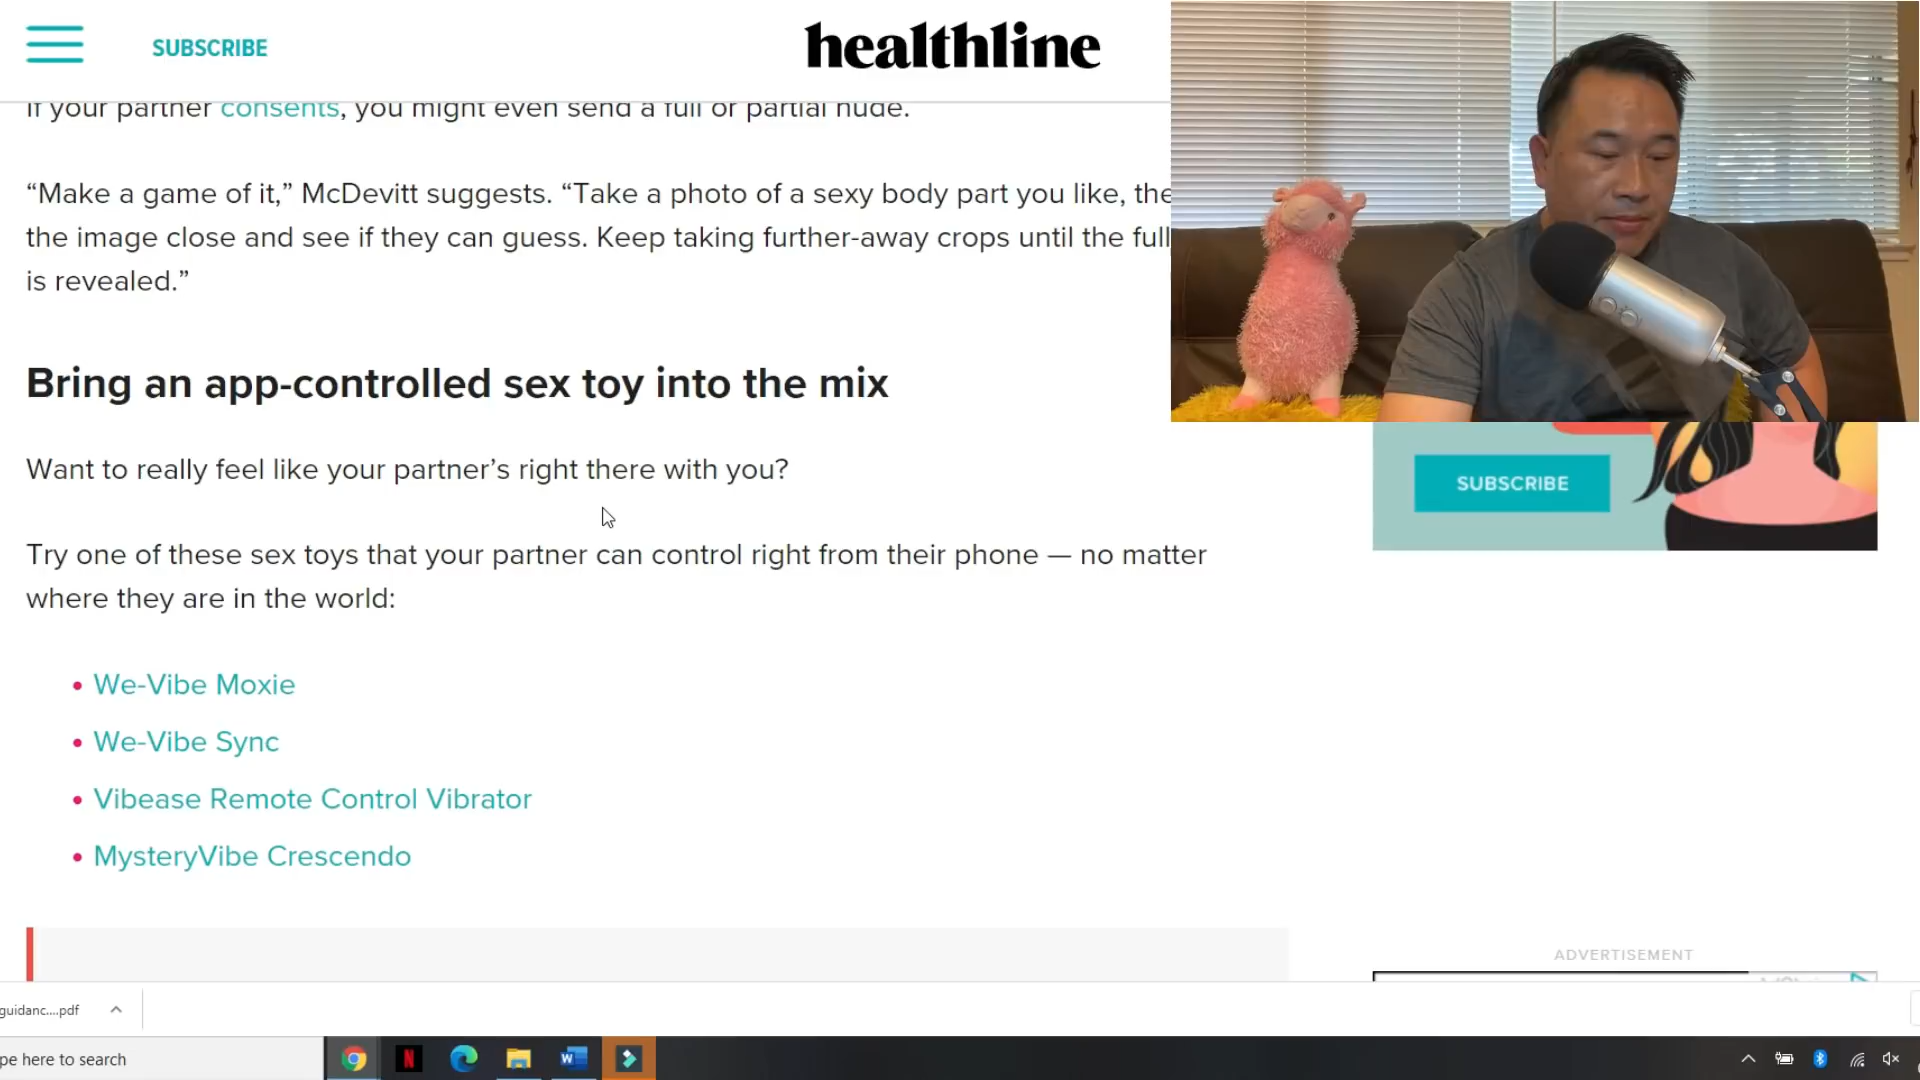 SUBSCRIBE
healthline
If your partner consents, you might even send a full or partial nude.
“Make a game of it,” McDevitt suggests. “Take a photo of a sexy body part you like, the
the image close and see if they can guess. Keep taking further-away crops until the full
is revealed.”
Bring an app-controlled sex toy into the mix
Want to really feel like your partner’s right there with you?
SUBSCRIBE
Try one of these sex toys that your partner can control right from their phone — no matter
where they are in the world:
• We-Vibe Moxie
• We-Vibe Sync
• Vibease Remote Control Vibrator
• MysteryVibe Crescendo
ADVERTISEMENT
guidanc....pdf
pe here to search